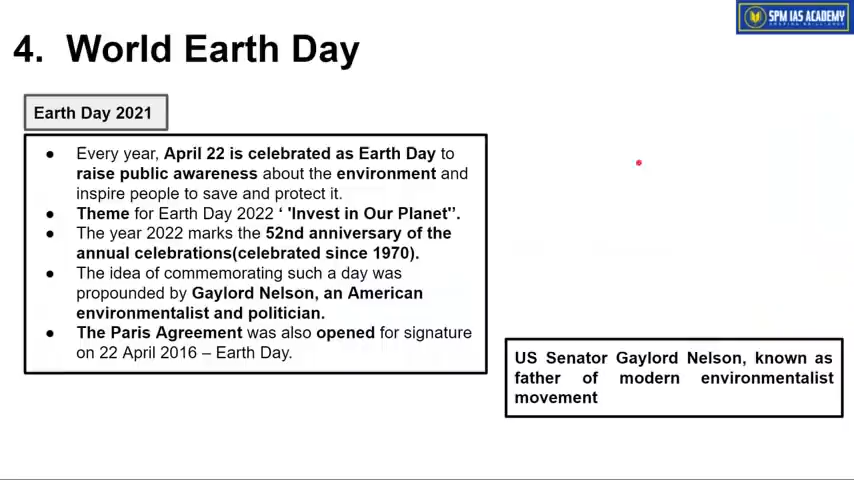 SPM IAS ACADEMY
4. World Earth Day
Earth Day 2021
● Every year, April 22 is celebrated as Earth Day to
raise public awareness about the environment and
inspire people to save and protect it.
● Theme for Earth Day 2022 ‘ 'Invest in Our Planet''.
● The year 2022 marks the 52nd anniversary of the
annual celebrations(celebrated since 1970).
● The idea of commemorating such a day was
propounded by Gaylord Nelson, an American
environmentalist and politician.
● The Paris Agreement was also opened for signature
on 22 April 2016 – Earth Day.
US Senator Gaylord Nelson, known as
father of modern environmentalist
movement